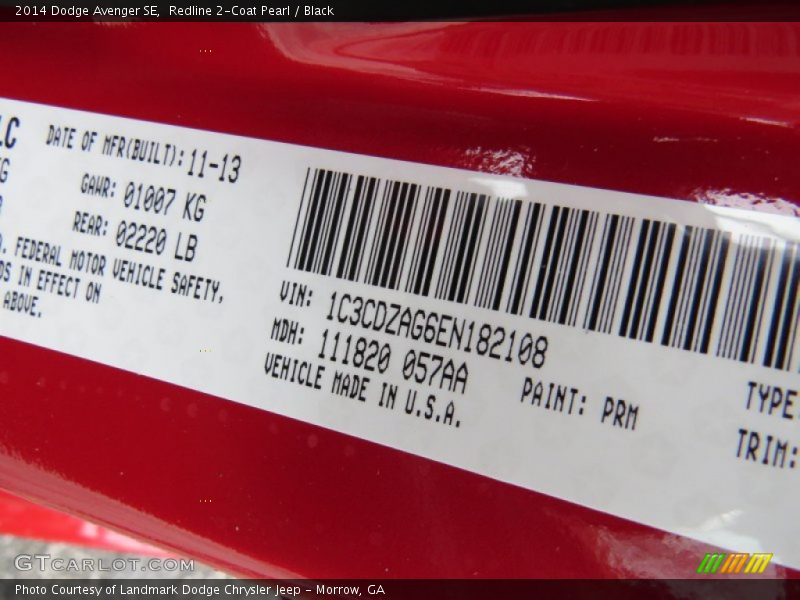 2014 Dodge Avenger SE,  Redline 2-Coat Pearl / Black
LC
DATE OF MFR(BUILT): 11-13
GAWR: 01007 KG
REAR: 02220 LB
FEDERAL MOTOR VEHICLE SAFETY,
IN EFFECT ON
ABOVE.
VIN: 1C3CDZAG6EN182108
MDH: 111820 057AA
VEHICLE MADE IN U.S.A.
PAINT: PRM
TYPE:
TRIM:
GTCarLot.com
Photo Courtesy of Landmark Dodge Chrysler Jeep - Morrow, GA